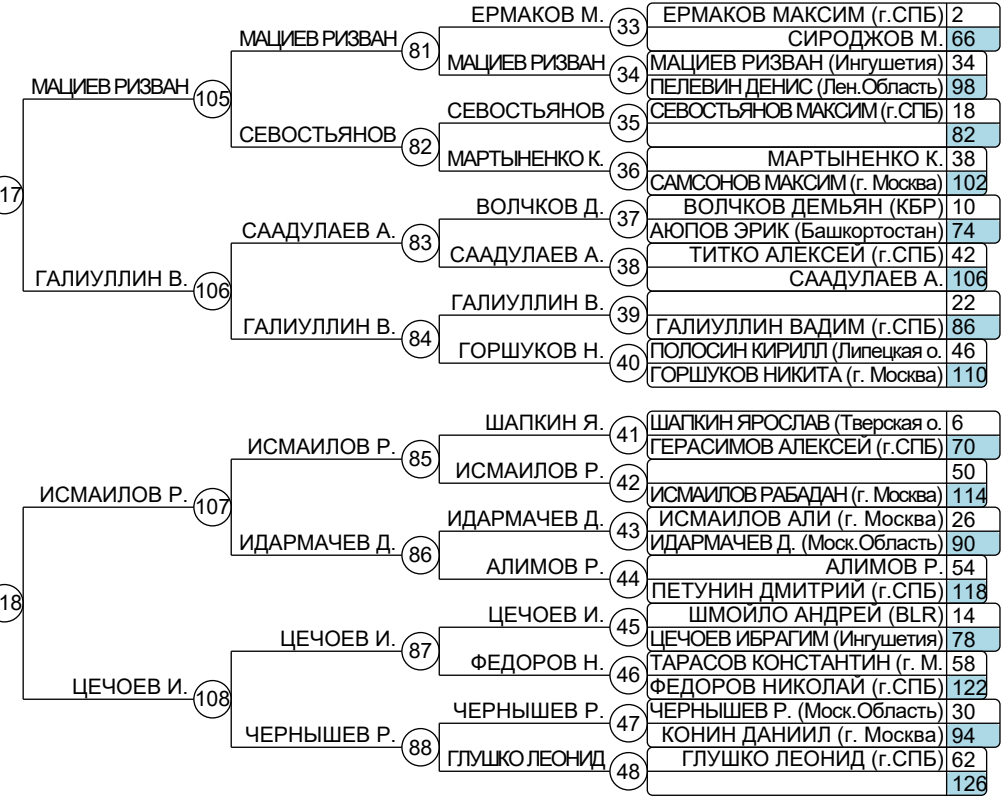 ЕРМАКОВ М. 33 ЕРМАКОВ МАКСИМ (г.СПБ) 2
СИРОДЖОВ М. 66
МАЦИЕВ РИЗВАН 81
МАЦИЕВ РИЗВАН 34 МАЦИЕВ РИЗВАН (Ингушетия) 34
ПЕЛЕВИН ДЕНИС (Лен.Область) 98
МАЦИЕВ РИЗВАН 105
СЕВОСТЬЯНОВ 35 СЕВОСТЬЯНОВ МАКСИМ (г.СПБ) 18
82
СЕВОСТЬЯНОВ 82
МАРТЫНЕНКО К. 36 МАРТЫНЕНКО К. 38
САМСОНОВ МАКСИМ (г. Москва) 102
17
ВОЛЧКОВ Д. 37 ВОЛЧКОВ ДЕМЬЯН (КБР) 10
АЮПОВ ЭРИК (Башкортостан) 74
СААДУЛАЕВ А. 83
СААДУЛАЕВ А. 38 ТИТКО АЛЕКСЕЙ (г.СПБ) 42
СААДУЛАЕВ А. 106
ГАЛИУЛЛИН В. 106
ГАЛИУЛЛИН В. 39 22
ГАЛИУЛЛИН ВАДИМ (г.СПБ) 86
ГАЛИУЛЛИН В. 84
ГОРШУКОВ Н. 40 ПОЛОСИН КИРИЛЛ (Липецкая о. 46
ГОРШУКОВ НИКИТА (г. Москва) 110
ШАПКИН Я. 41 ШАПКИН ЯРОСЛАВ (Тверская о. 6
ГЕРАСИМОВ АЛЕКСЕЙ (г.СПБ) 70
ИСМАИЛОВ Р. 85
ИСМАИЛОВ Р. 42 50
ИСМАИЛОВ РАБАДАН (г. Москва) 114
ИСМАИЛОВ Р. 107
ИДАРМАЧЕВ Д. 43 ИСМАИЛОВ АЛИ (г. Москва) 26
ИДАРМАЧЕВ Д. (Моск.Область) 90
ИДАРМАЧЕВ Д. 86
АЛИМОВ Р. 44 АЛИМОВ Р. 54
ПЕТУНИН ДМИТРИЙ (г.СПБ) 118
18
ЦЕЧОЕВ И. 45 ШМОЙЛО АНДРЕЙ (BLR) 14
ЦЕЧОЕВ ИБРАГИМ (Ингушетия) 78
ЦЕЧОЕВ И. 87
ФЕДОРОВ Н. 46 ТАРАСОВ КОНСТАНТИН (г. М. 58
ФЕДОРОВ НИКОЛАЙ (г.СПБ) 122
ЦЕЧОЕВ И. 108
ЧЕРНЫШЕВ Р. 47 ЧЕРНЫШЕВ Р. (Моск.Область) 30
КОНИН ДАНИИЛ (г. Москва) 94
ЧЕРНЫШЕВ Р. 88
ГЛУШКО ЛЕОНИД 48 ГЛУШКО ЛЕОНИД (г.СПБ) 62
126